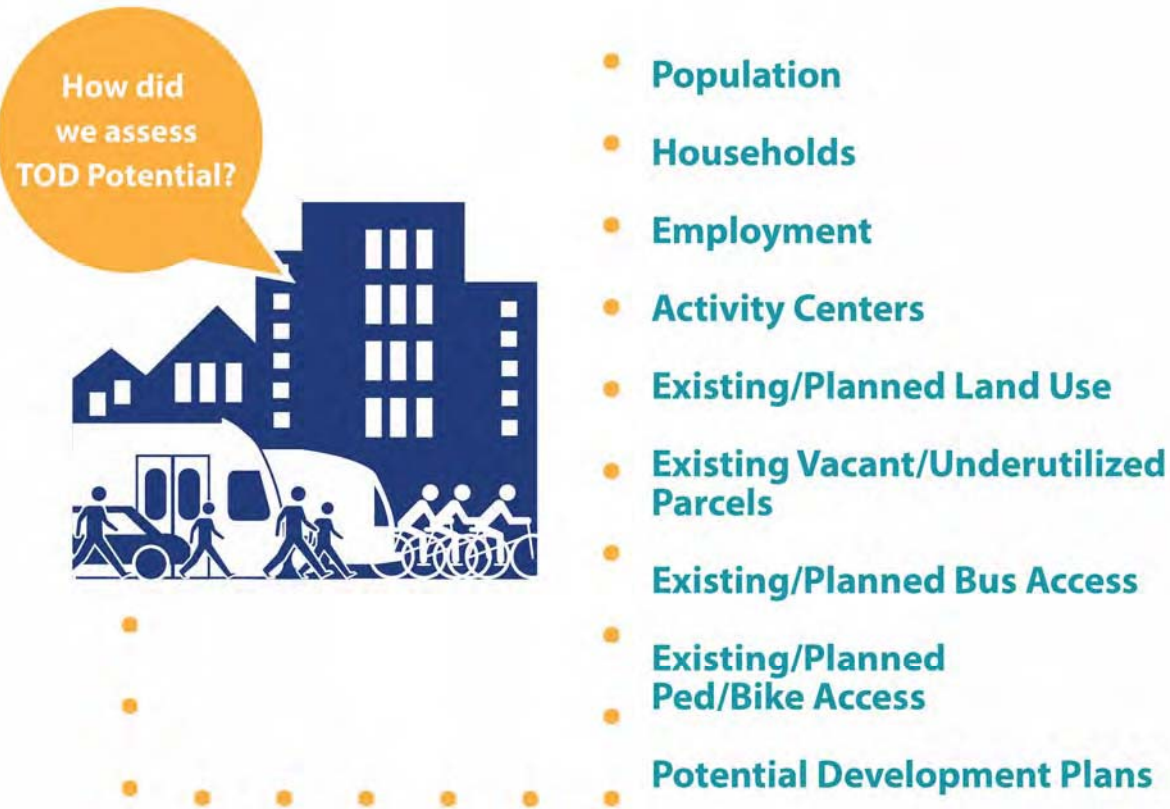 How did
we assess
TOD Potential?
Population
Households
Employment
Activity Centers
Existing/Planned Land Use
Existing Vacant/Underutilized
Parcels
Existing/Planned Bus Access
Existing/Planned
Ped/Bike Access
Potential Development Plans